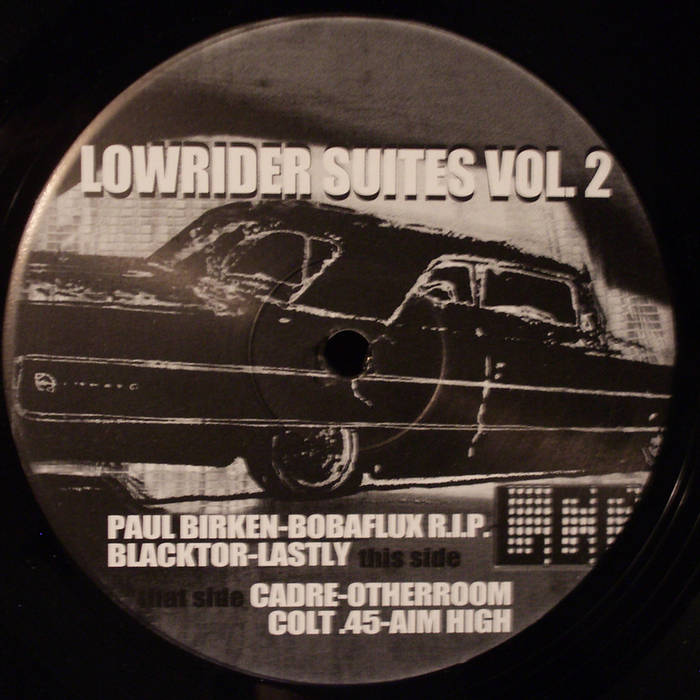 LOWRIDER SUITES VOL. 2
PAUL BIRKEN-BOBAFLUX R.I.P.
BLACKTOR-LASTLY this side
that side CADRE-OTHERROOM
COLT .45-AIM HIGH